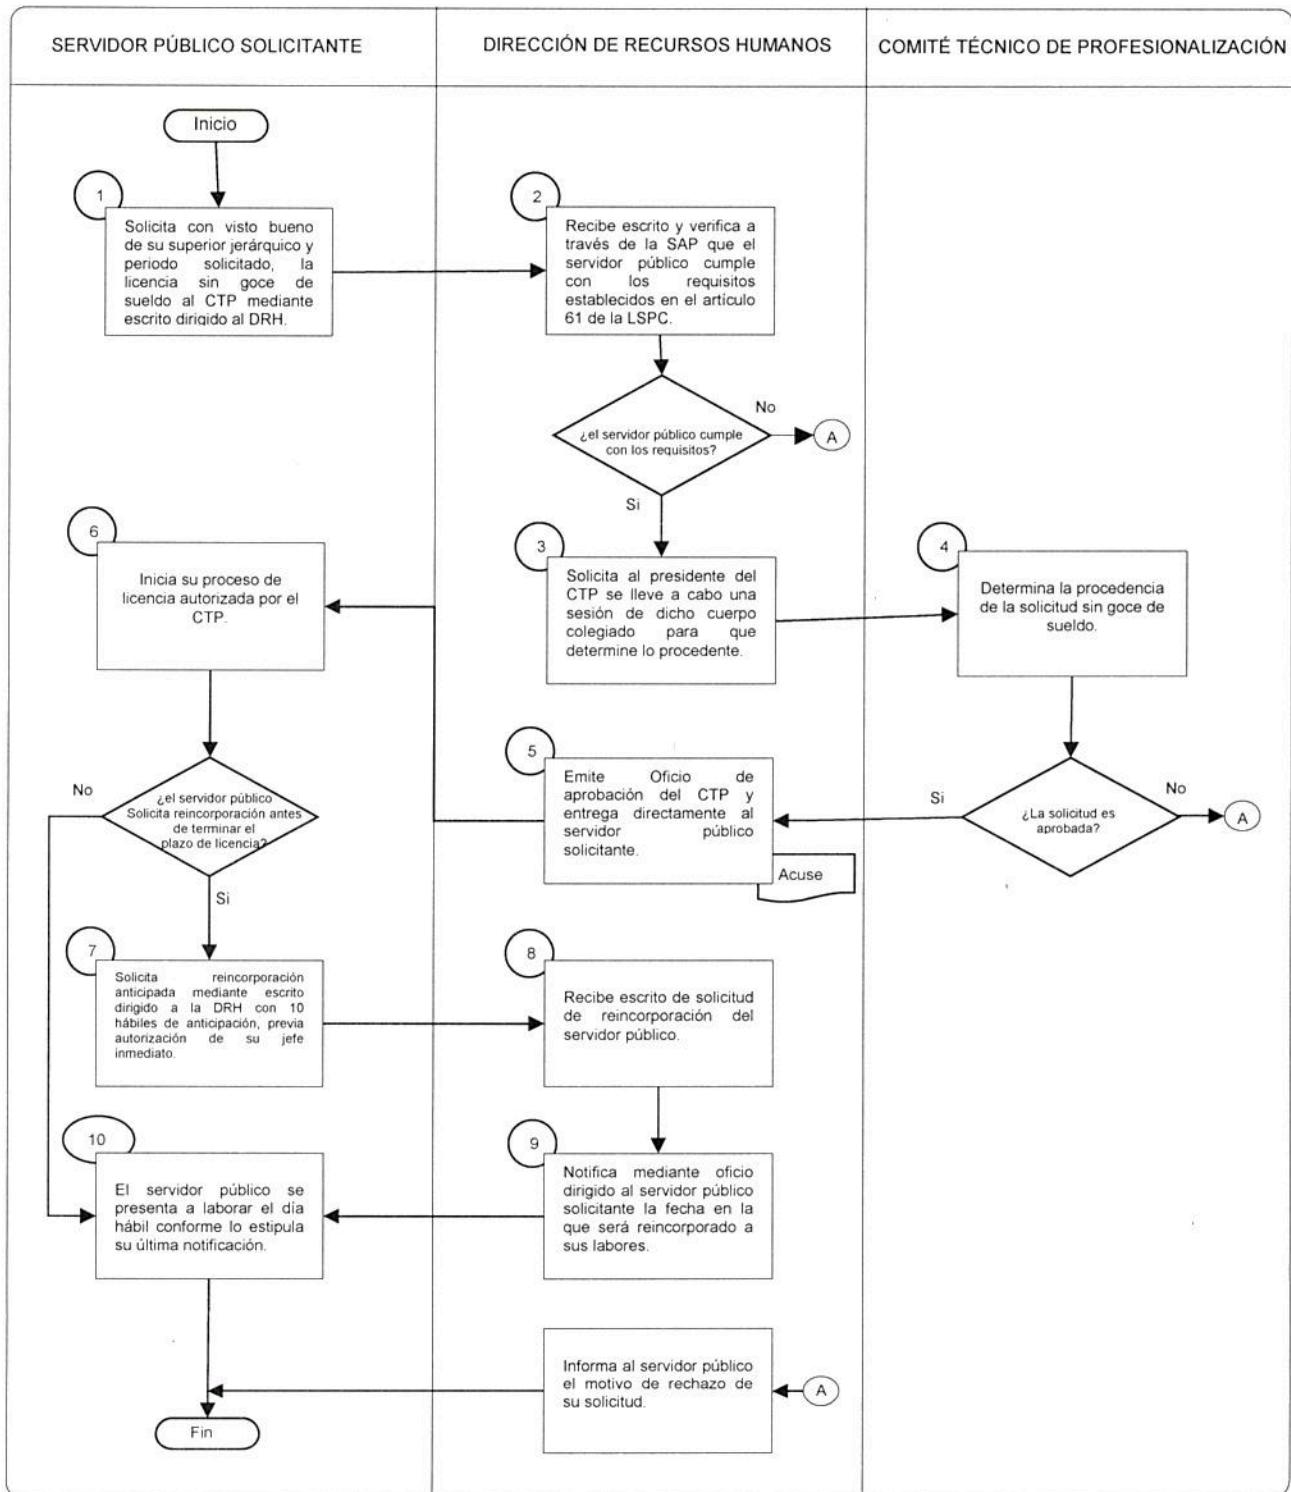 SERVIDOR PÚBLICO SOLICITANTE
DIRECCIÓN DE RECURSOS HUMANOS
COMITÉ TÉCNICO DE PROFESIONALIZACIÓN
Inicio
1
Solicita con visto bueno
de su superior jerárquico y
periodo solicitado, la
licencia sin goce de
sueldo al CTP mediante
escrito dirigido al DRH.
2
Recibe escrito y verifica a
través de la SAP que el
servidor público cumple
con los requisitos
establecidos en el artículo
61 de la LSPC.
¿el servidor público cumple
con los requisitos?
No
A
Si
3
Solicita al presidente del
CTP se lleve a cabo una
sesión de dicho cuerpo
colegiado para que
determine lo procedente.
4
Determina la procedencia
de la solicitud sin goce de
sueldo.
¿La solicitud es
aprobada?
No
A
Si
5
Emite Oficio de
aprobación del CTP y
entrega directamente al
servidor público
solicitante.
Acuse
6
Inicia su proceso de
licencia autorizada por el
CTP.
¿el servidor público
Solicita reincorporación antes
de terminar el
plazo de licencia?
No
Si
7
Solicita reincorporación
anticipada mediante escrito
dirigido a la DRH con 10
hábiles de anticipación, previa
autorización de su jefe
inmediato.
8
Recibe escrito de solicitud
de reincorporación del
servidor público.
9
Notifica mediante oficio
dirigido al servidor público
solicitante la fecha en la
que será reincorporado a
sus labores.
10
El servidor público se
presenta a laborar el día
hábil conforme lo estipula
su última notificación.
A
Informa al servidor público
el motivo de rechazo de
su solicitud.
Fin